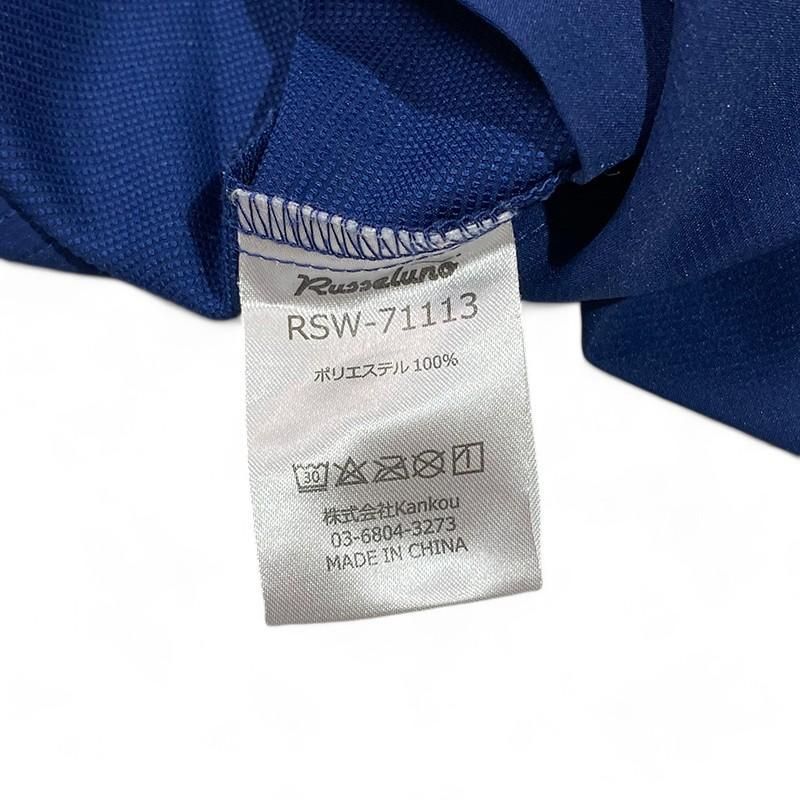 Russeluno
RSW-71113
ポリエステル 100%
30
株式会社Kankou
03-6804-3273
MADE IN CHINA